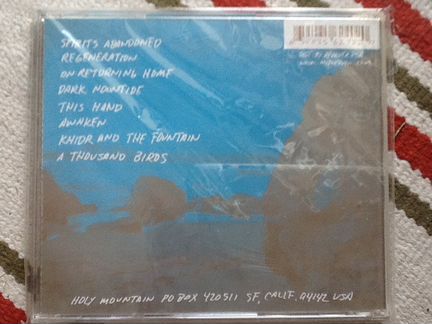 SPIRITS ABANDONED
REGENERATION
ON RETURNING HOME
DARK NOONTIDE
THIS HAND
AWAKEN
KHIDR AND THE FOUNTAIN
A THOUSAND BIRDS
HOLY MOUNTAIN PO BOX 420511 SF, CALIF. 94142 USA